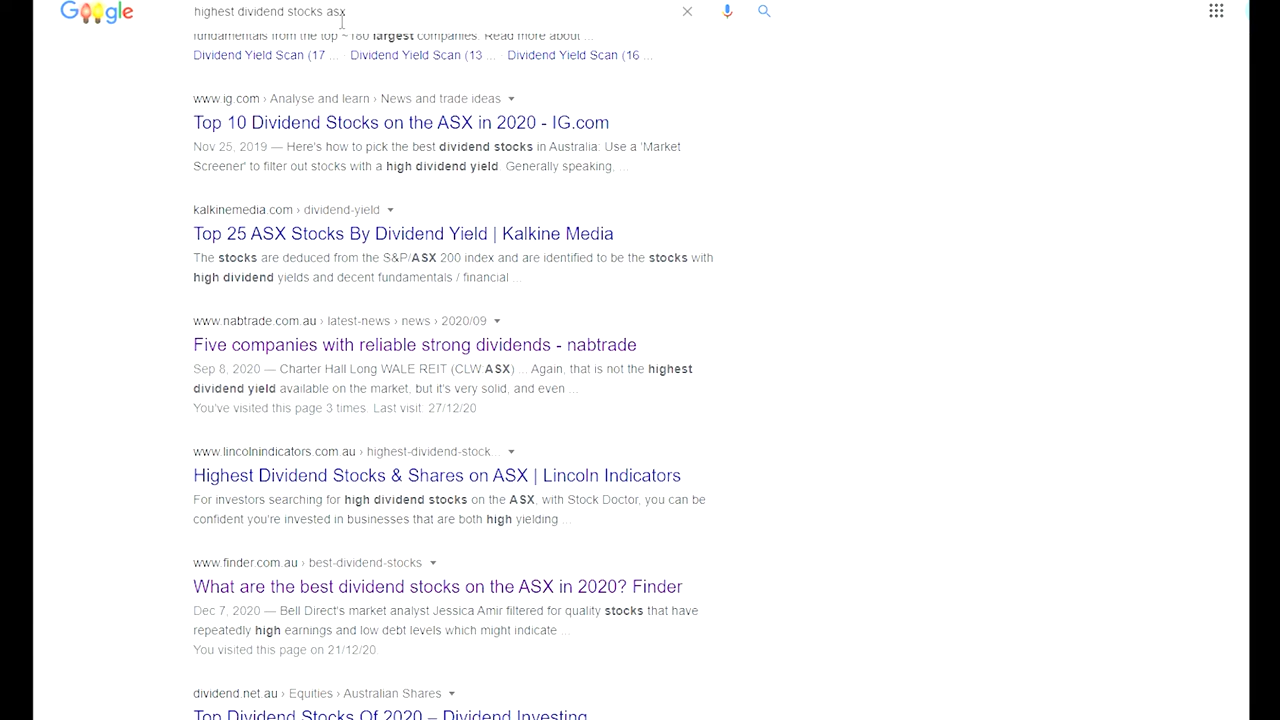 Google
highest dividend stocks asx
fundamentals from the top ~180 largest companies. Read more about ...
Dividend Yield Scan (17 ... · Dividend Yield Scan (13 ... · Dividend Yield Scan (16 ...
www.ig.com › Analyse and learn › News and trade ideas
Top 10 Dividend Stocks on the ASX in 2020 - IG.com
Nov 25, 2019 — Here's how to pick the best dividend stocks in Australia: Use a 'Market
Screener' to filter out stocks with a high dividend yield. Generally speaking, ...
kalkinemedia.com › dividend-yield
Top 25 ASX Stocks By Dividend Yield | Kalkine Media
The stocks are deduced from the S&P/ASX 200 index and are identified to be the stocks with
high dividend yields and decent fundamentals / financial ...
www.nabtrade.com.au › latest-news › news › 2020/09
Five companies with reliable strong dividends - nabtrade
Sep 8, 2020 — Charter Hall Long WALE REIT (CLW.ASX) ... Again, that is not the highest
dividend yield available on the market, but it's very solid, and even ...
You've visited this page 3 times. Last visit: 27/12/20
www.lincolnindicators.com.au › highest-dividend-stock...
Highest Dividend Stocks & Shares on ASX | Lincoln Indicators
For investors searching for high dividend stocks on the ASX, with Stock Doctor, you can be
confident you're invested in businesses that are both high yielding ...
www.finder.com.au › best-dividend-stocks
What are the best dividend stocks on the ASX in 2020? Finder
Dec 7, 2020 — Bell Direct's market analyst Jessica Amir filtered for quality stocks that have
repeatedly high earnings and low debt levels which might indicate ...
You visited this page on 21/12/20.
dividend.net.au › Equities › Australian Shares
Top Dividend Stocks Of 2020 – Dividend Investing